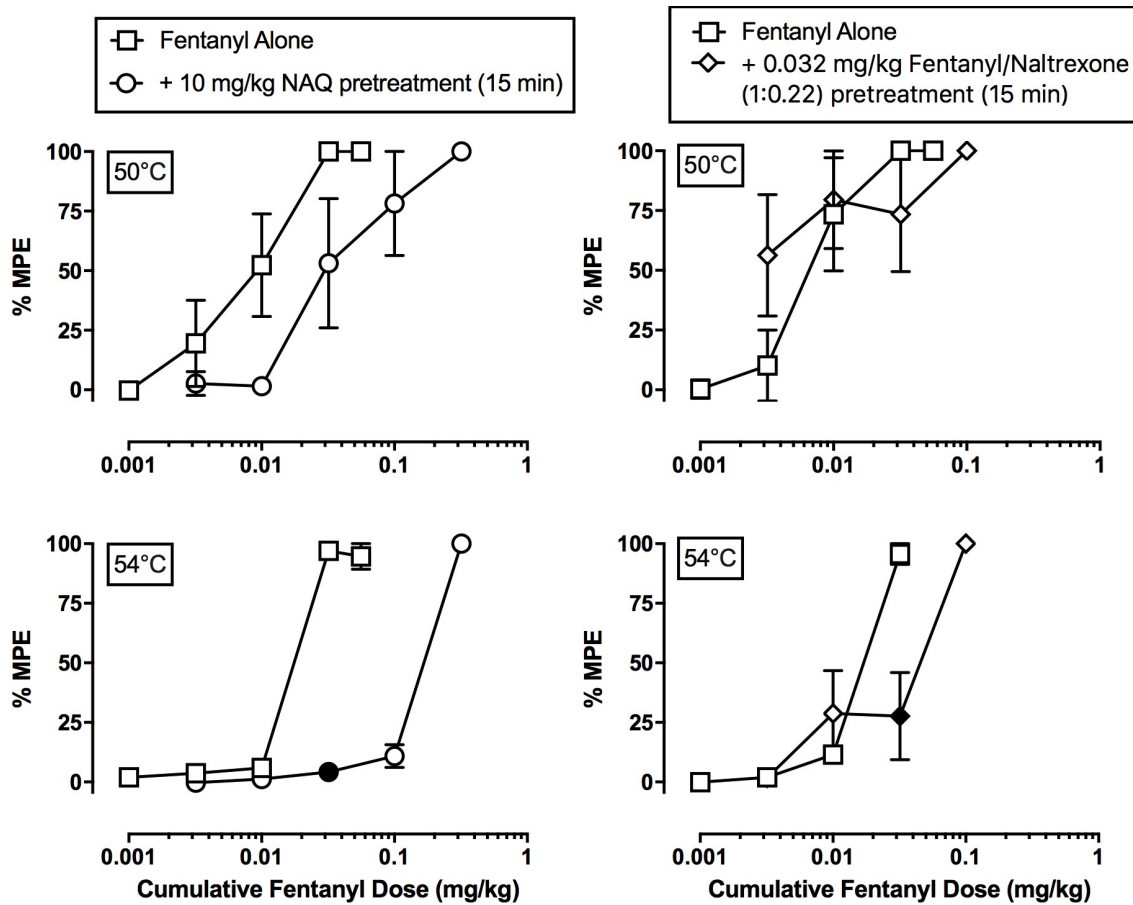 Fentanyl Alone
+ 10 mg/kg NAQ pretreatment (15 min)
Fentanyl Alone
+ 0.032 mg/kg Fentanyl/Naltrexone
(1:0.22) pretreatment (15 min)
50°C
% MPE
100
75
50
25
0
0.001 0.01 0.1 1
50°C
% MPE
100
75
50
25
0
0.001 0.01 0.1 1
54°C
% MPE
100
75
50
25
0
0.001 0.01 0.1 1
Cumulative Fentanyl Dose (mg/kg)
54°C
% MPE
100
75
50
25
0
0.001 0.01 0.1 1
Cumulative Fentanyl Dose (mg/kg)